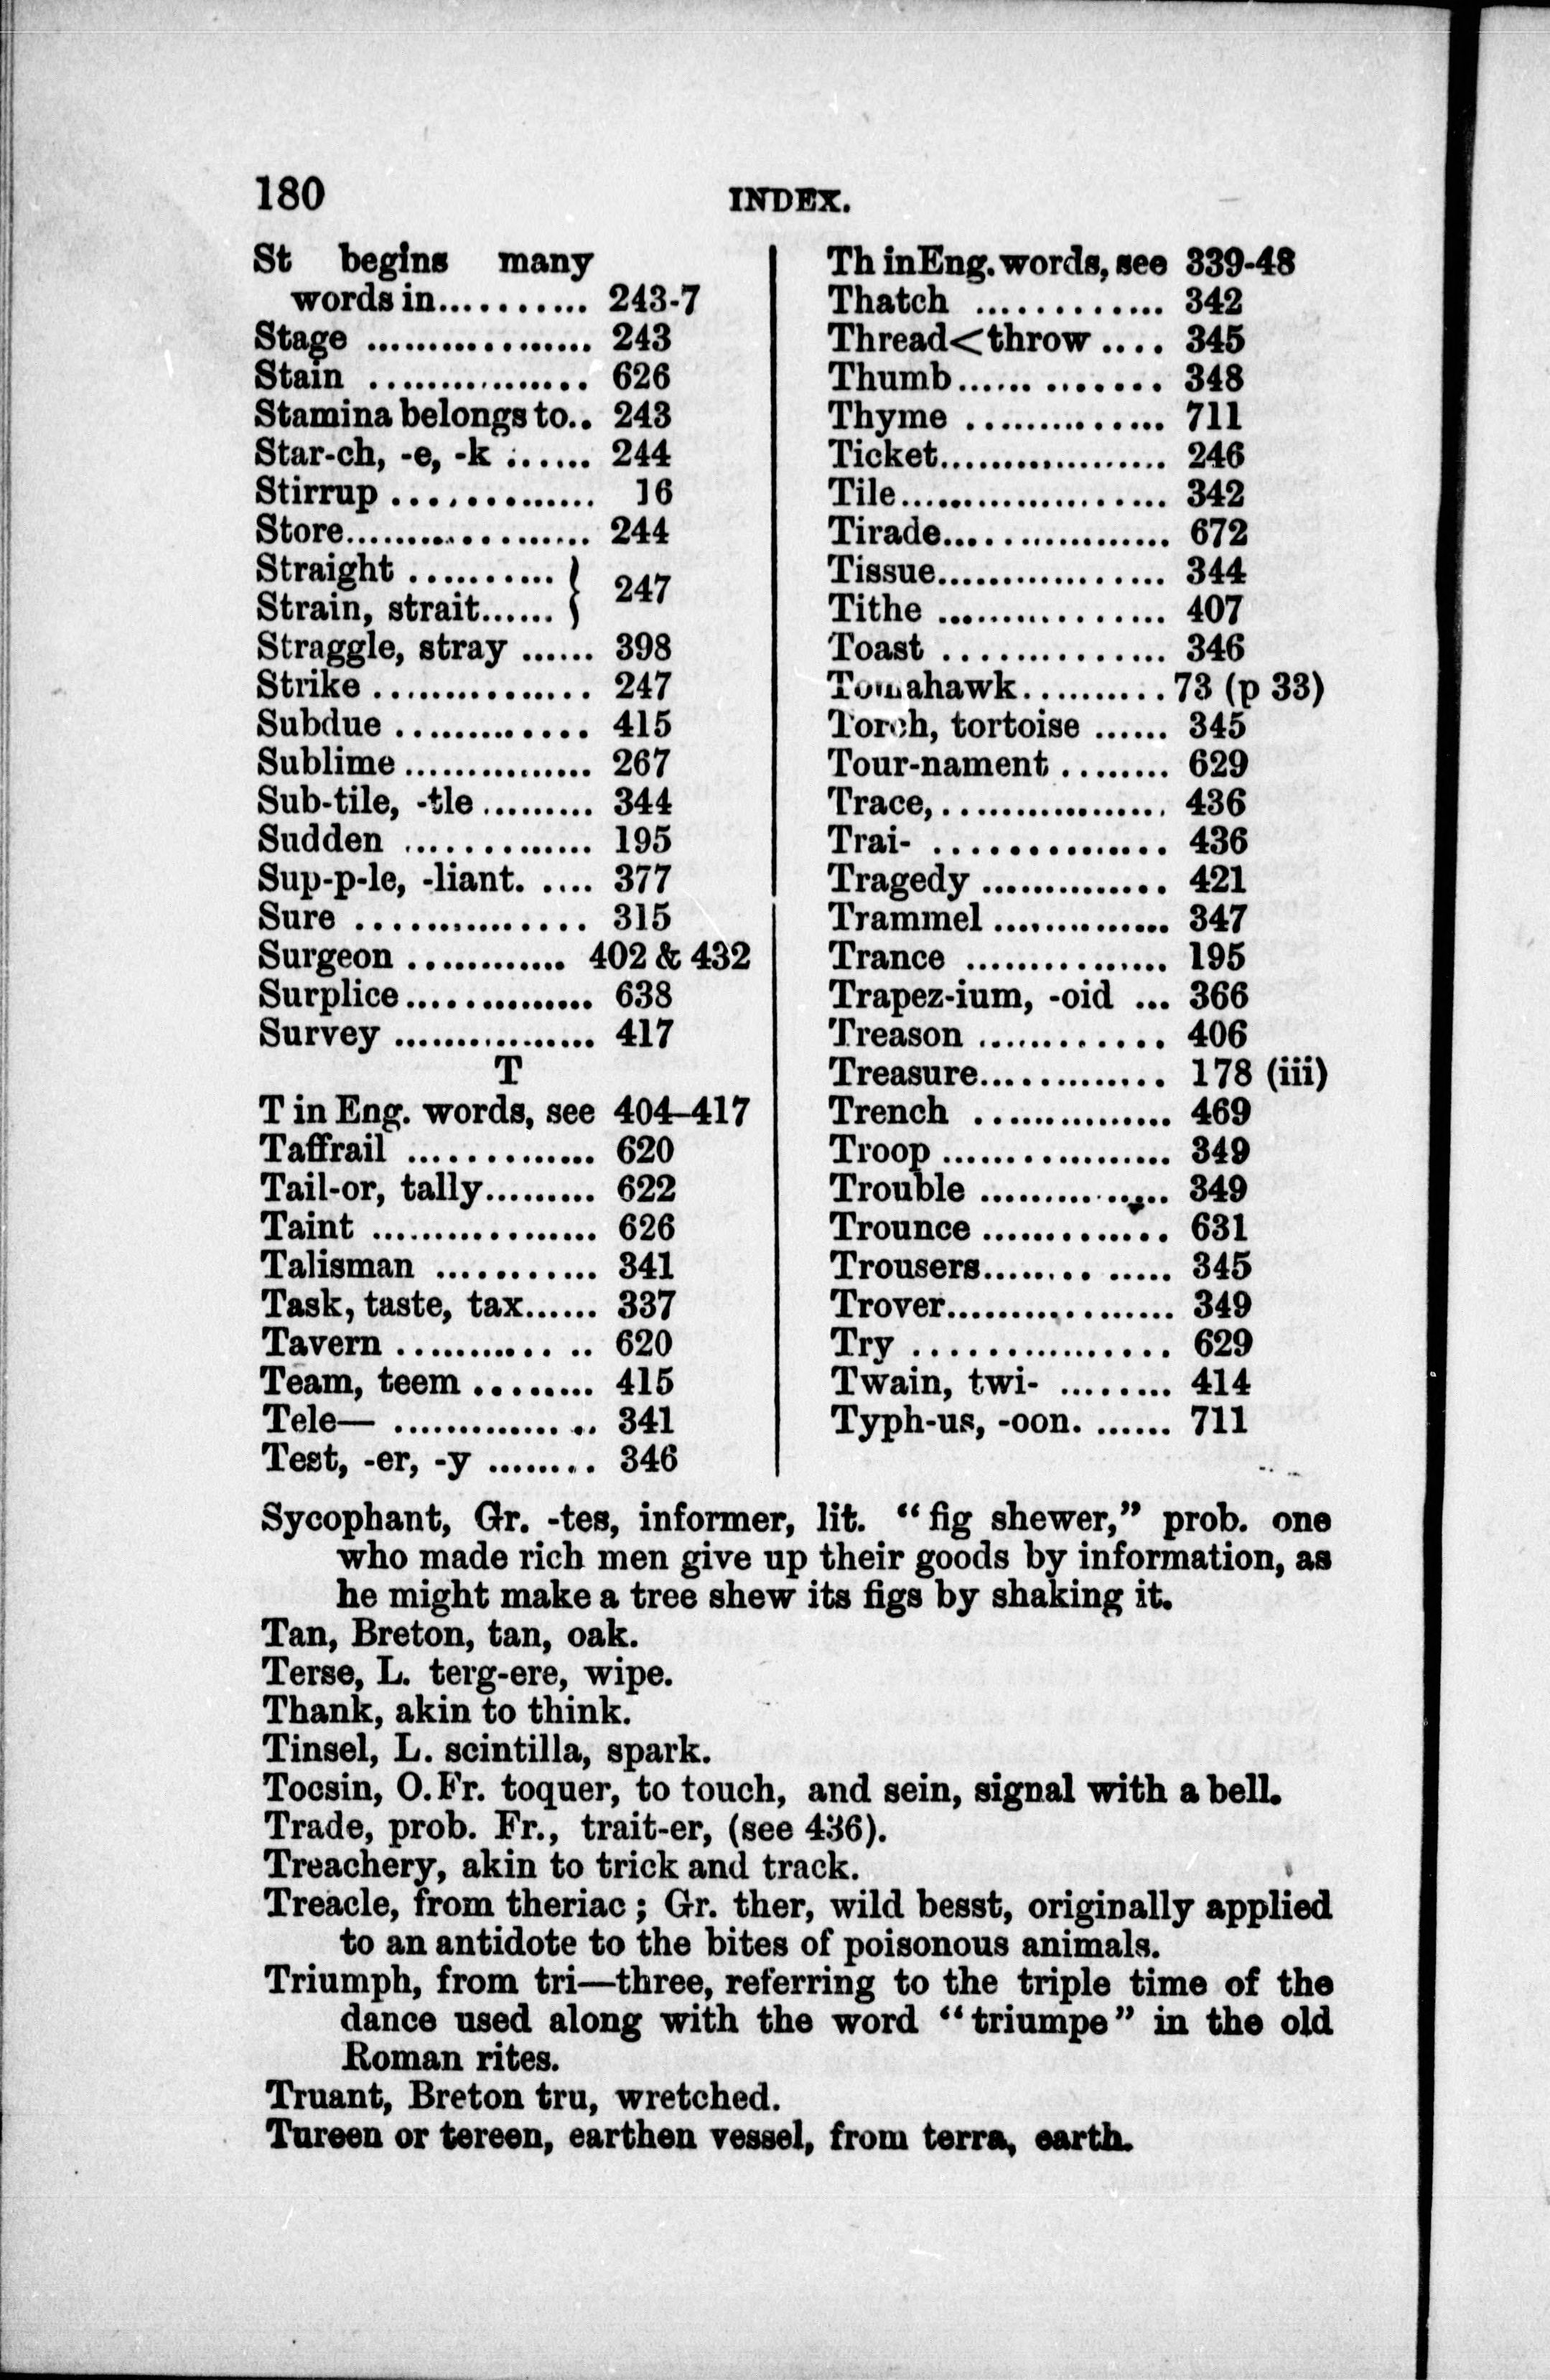 180
INDEX.
St begins many
words in.......... 243-7
Stage .................. 243
Stain .................. 626
Stamina belongs to.. 243
Star-ch, -e, -k ...... 244
Stirrup .............. 16
Store.................... 244
Straight ........... }
247
Strain, strait...... }
Straggle, stray ...... 398
Strike ............... 247
Subdue ............. 415
Sublime ............... 267
Sub-tile, -tle ......... 344
Sudden .............. 195
Sup-p-le, -liant. .... 377
Sure ................ 315
Surgeon ............ 402 & 432
Surplice............... 638
Survey ................ 417
T
T in Eng. words, see 404–417
Taffrail ............. 620
Tail-or, tally......... 622
Taint .................. 626
Talisman ........... 341
Task, taste, tax...... 337
Tavern ........... .. 620
Team, teem ......... 415
Tele— ............. .. 341
Test, -er, -y ........ 346
Th in Eng. words, see 339-48
Thatch ............. 342
Thread<throw .... 345
Thumb...... ....... 348
Thyme .............. 711
Ticket.................. 246
Tile..................... 342
Tirade.................. 672
Tissue.................. 344
Tithe ................ 407
Toast ............... 346
Tomahawk.......... 73 (p 33)
Torch, tortoise ...... 345
Tour-nament ........ 629
Trace,.................. 436
Trai- ............... 436
Tragedy .............. 421
Trammel .............. 347
Trance ................ 195
Trapez-ium, -oid ... 366
Treason ............ 406
Treasure............. 178 (iii)
Trench ............... 469
Troop .................. 349
Trouble ............... 349
Trounce ............. 631
Trousers........ ..... 345
Trover.................. 349
Try ................ 629
Twain, twi- ......... 414
Typh-us, -oon. ...... 711
Sycophant, Gr. -tes, informer, lit. “fig shewer,” prob. one
who made rich men give up their goods by information, as
he might make a tree shew its figs by shaking it.
Tan, Breton, tan, oak.
Terse, L. terg-ere, wipe.
Thank, akin to think.
Tinsel, L. scintilla, spark.
Tocsin, O.Fr. toquer, to touch, and sein, signal with a bell.
Trade, prob. Fr., trait-er, (see 436).
Treachery, akin to trick and track.
Treacle, from theriac; Gr. ther, wild besst, originally applied
to an antidote to the bites of poisonous animals.
Triumph, from tri—three, referring to the triple time of the
dance used along with the word “triumpe” in the old
Roman rites.
Truant, Breton tru, wretched.
Tureen or tereen, earthen vessel, from terra, earth.